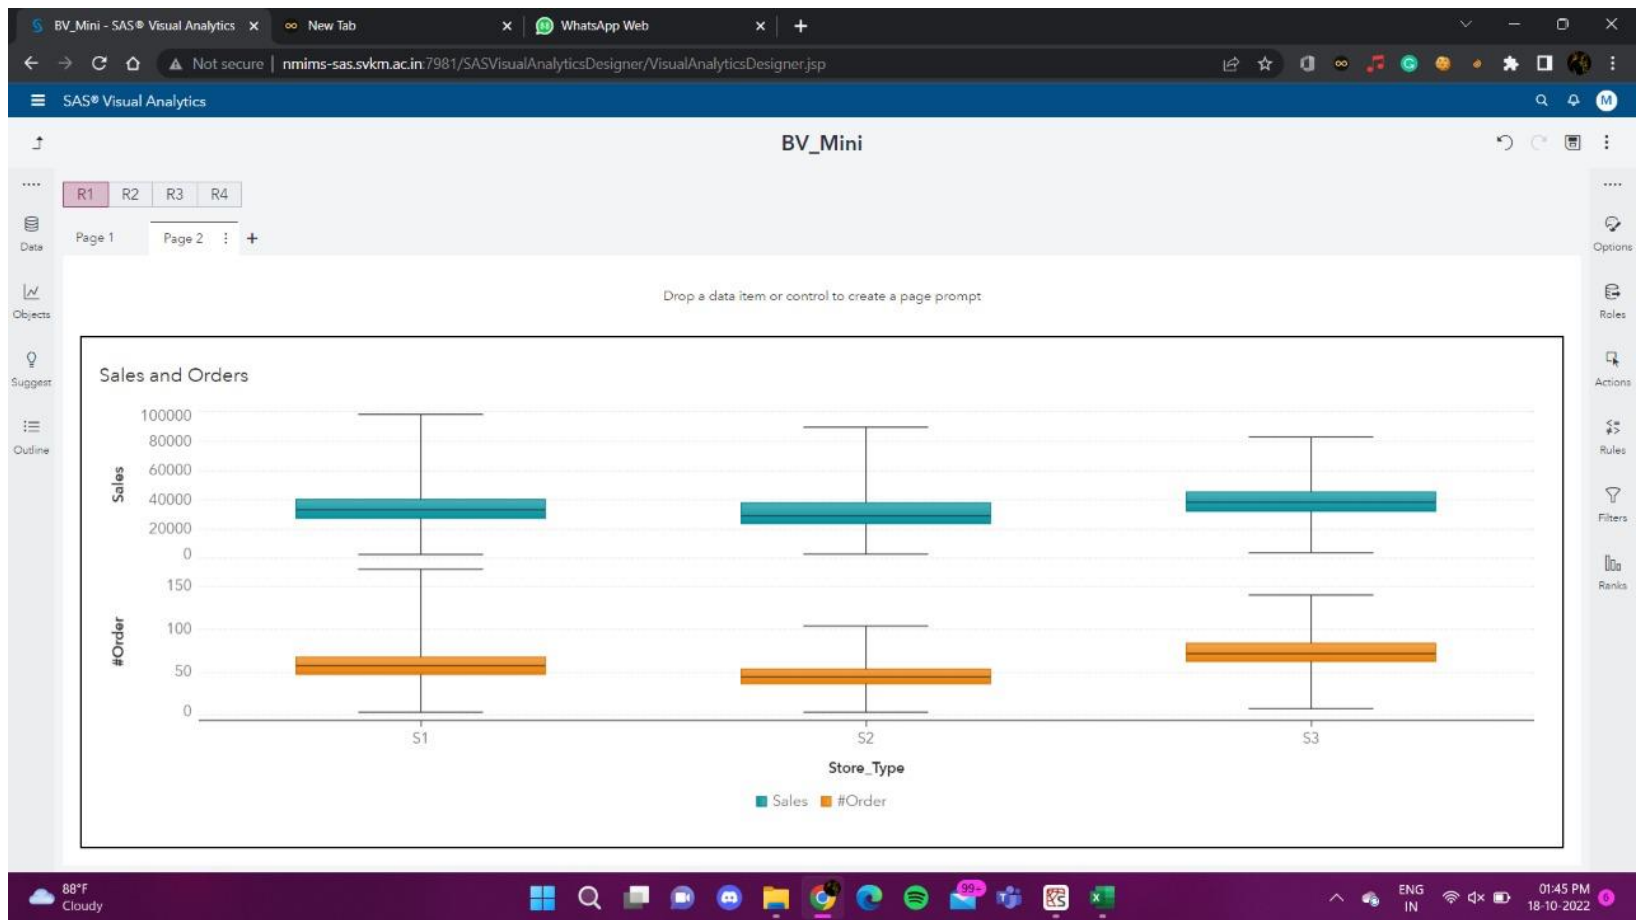 BV_Mini - SAS® Visual Analytics
New Tab
WhatsApp Web
Not secure | nmims-sas.svkm.ac.in:7981/SASVisualAnalyticsDesigner/VisualAnalyticsDesigner.jsp
SAS® Visual Analytics
M
BV_Mini
R1 R2 R3 R4
Page 1 Page 2
Data
Objects
Suggest
Outline
Options
Roles
Actions
Rules
Filters
Ranks
Drop a data item or control to create a page prompt
Sales and Orders
Sales
100000
80000
60000
40000
20000
0
#Order
150
100
50
0
S1 S2 S3
Store_Type
Sales #Order
88°F
Cloudy
99+
ENG
IN
01:45 PM
18-10-2022
6